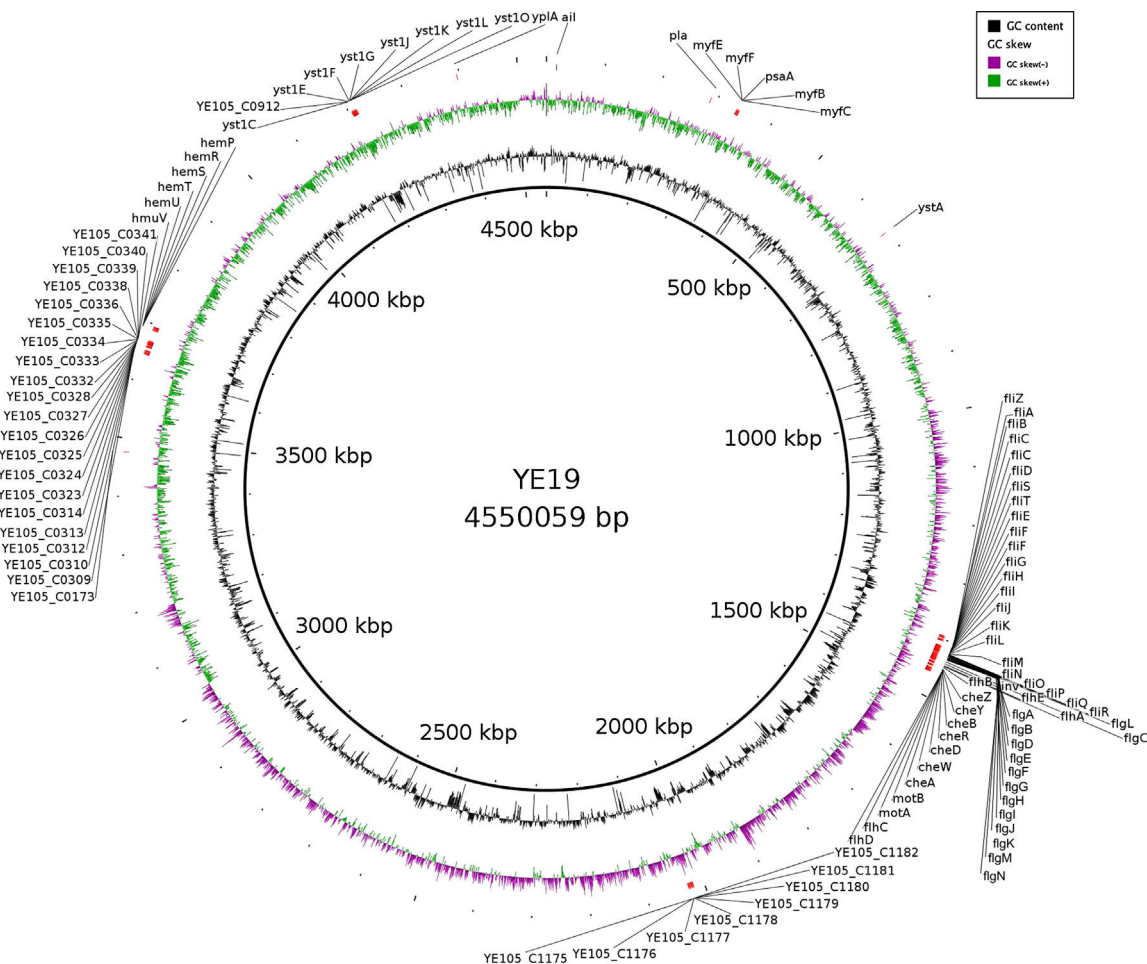 GC content
GC skew
GC skew(-)
GC skew(+)
yst1L
yst1O
yplA
ail
yst1K
yst1J
yst1G
yst1F
yst1E
YE105_C0912
yst1C
pla
myfE
myfF
psaA
myfB
myfC
ystA
hemP
hemR
hemS
hemT
hemU
hmuV
YE105_C0341
YE105_C0340
YE105_C0339
YE105_C0338
YE105_C0336
YE105_C0335
YE105_C0334
YE105_C0333
YE105_C0332
YE105_C0328
YE105_C0327
YE105_C0326
YE105_C0325
YE105_C0324
YE105_C0323
YE105_C0314
YE105_C0313
YE105_C0312
YE105_C0310
YE105_C0309
YE105_C0173
4500 kbp
500 kbp
1000 kbp
1500 kbp
2000 kbp
2500 kbp
3000 kbp
3500 kbp
4000 kbp
YE19
4550059 bp
fliZ
fliA
fliB
fliC
fliC
fliD
fliS
fliT
fliE
fliF
fliF
fliG
fliH
fliI
fliJ
fliK
fliL
fliM
fliN
fliO
fliP
fliQ
fliR
flgL
flgC
flhB
inv
flhE
flhA
cheZ
cheY
cheB
cheR
cheD
cheW
cheA
motB
motA
flhC
flhD
flgA
flgB
flgD
flgE
flgF
flgG
flgH
flgI
flgJ
flgK
flgM
flgN
YE105_C1182
YE105_C1181
YE105_C1180
YE105_C1179
YE105_C1178
YE105_C1177
YE105_C1176
YE105_C1175